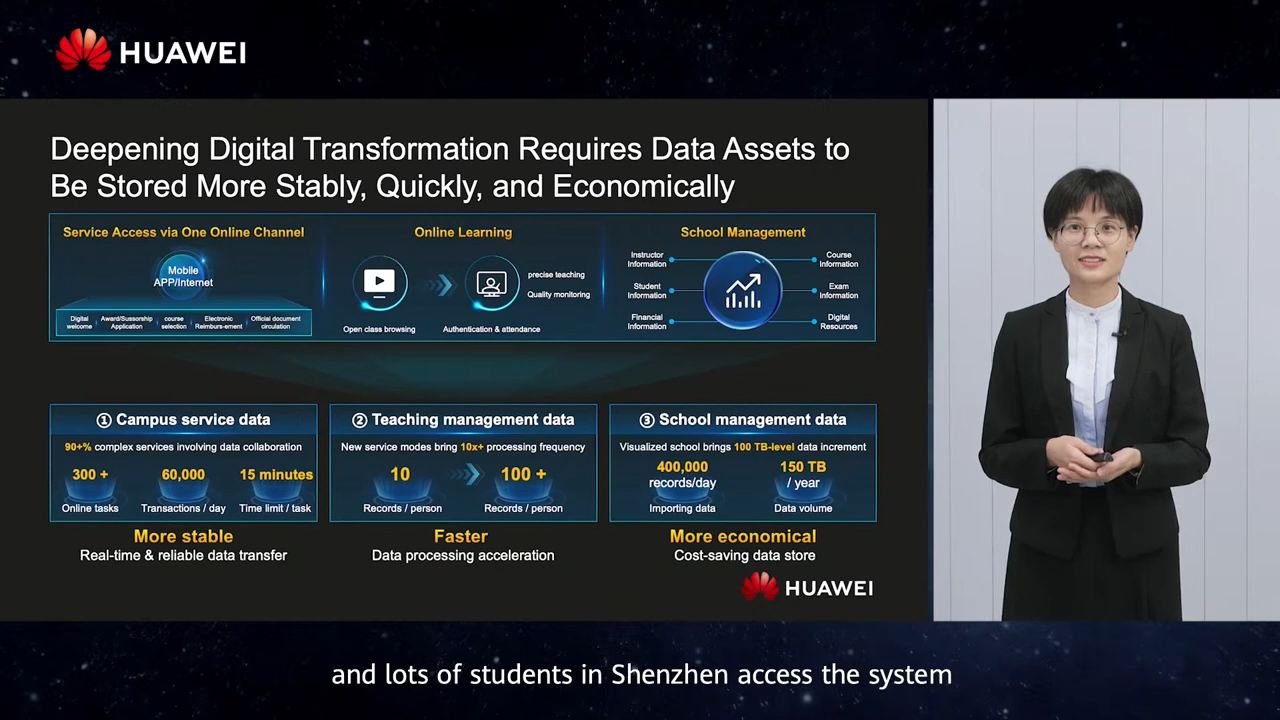 HUAWEI
Deepening Digital Transformation Requires Data Assets to
Be Stored More Stably, Quickly, and Economically
Service Access via One Online Channel
Mobile
APP/Internet
Digital
welcome
Award/Sussorship
Application
course
selection
Electronic
Reimburs-ement
Official document
circulation
Online Learning
precise teaching
Quality monitoring
Open class browsing
Authentication & attendance
School Management
Instructor
Information
Student
Information
Financial
Information
Course
Information
Exam
Information
Digital
Resources
① Campus service data
90+% complex services involving data collaboration
300 +
Online tasks
60,000
Transactions / day
15 minutes
Time limit / task
More stable
Real-time & reliable data transfer
② Teaching management data
New service modes bring 10x+ processing frequency
10
Records / person
100 +
Records / person
Faster
Data processing acceleration
③ School management data
Visualized school brings 100 TB-level data increment
400,000
records/day
Importing data
150 TB
/ year
Data volume
More economical
Cost-saving data store
HUAWEI
and lots of students in Shenzhen access the system